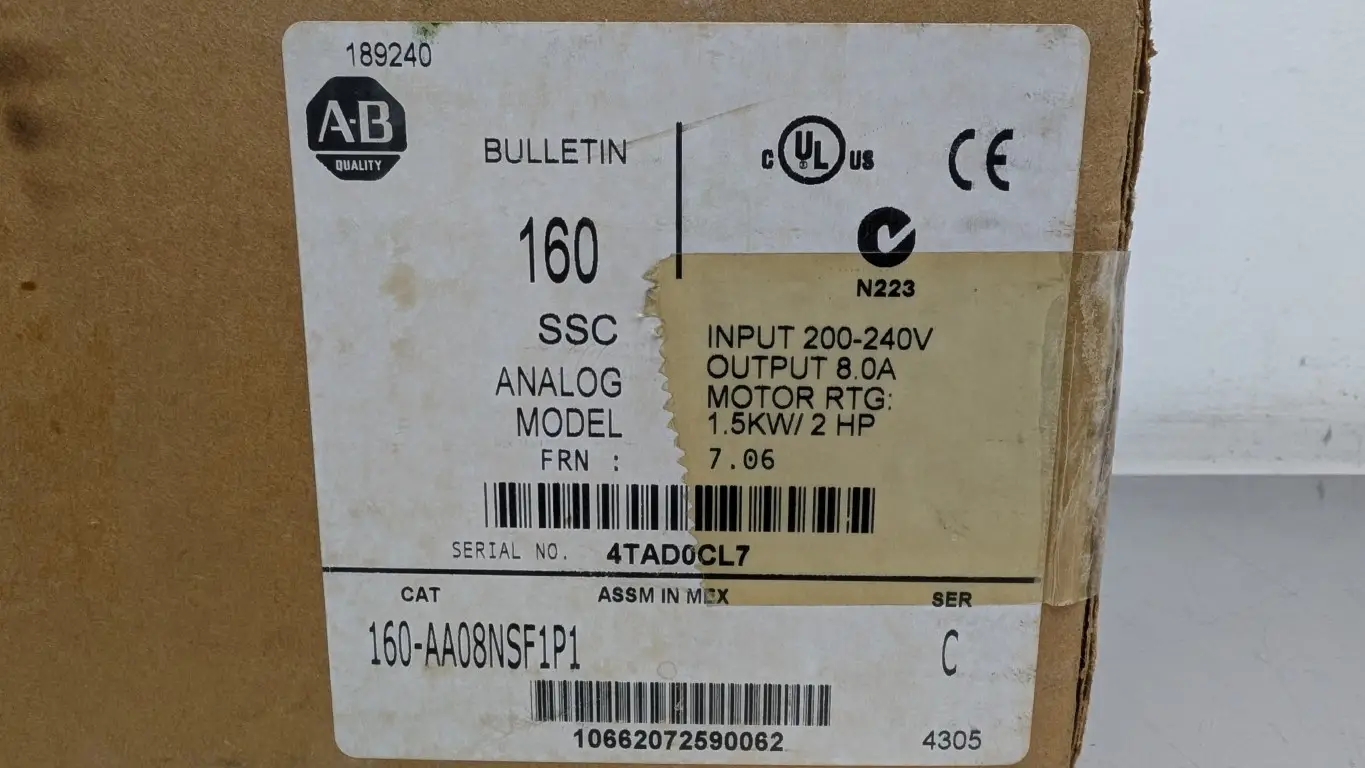 189240
A-B
QUALITY
BULLETIN
160
SSC
ANALOG
MODEL
FRN : 7.06
C UL US
CE
N223
INPUT 200-240V
OUTPUT 8.0A
MOTOR RTG:
1.5KW/ 2 HP
SERIAL NO. 4TAD0CL7
CAT ASSM IN MEX SER
160-AA08NSF1P1 C
10662072590062 4305